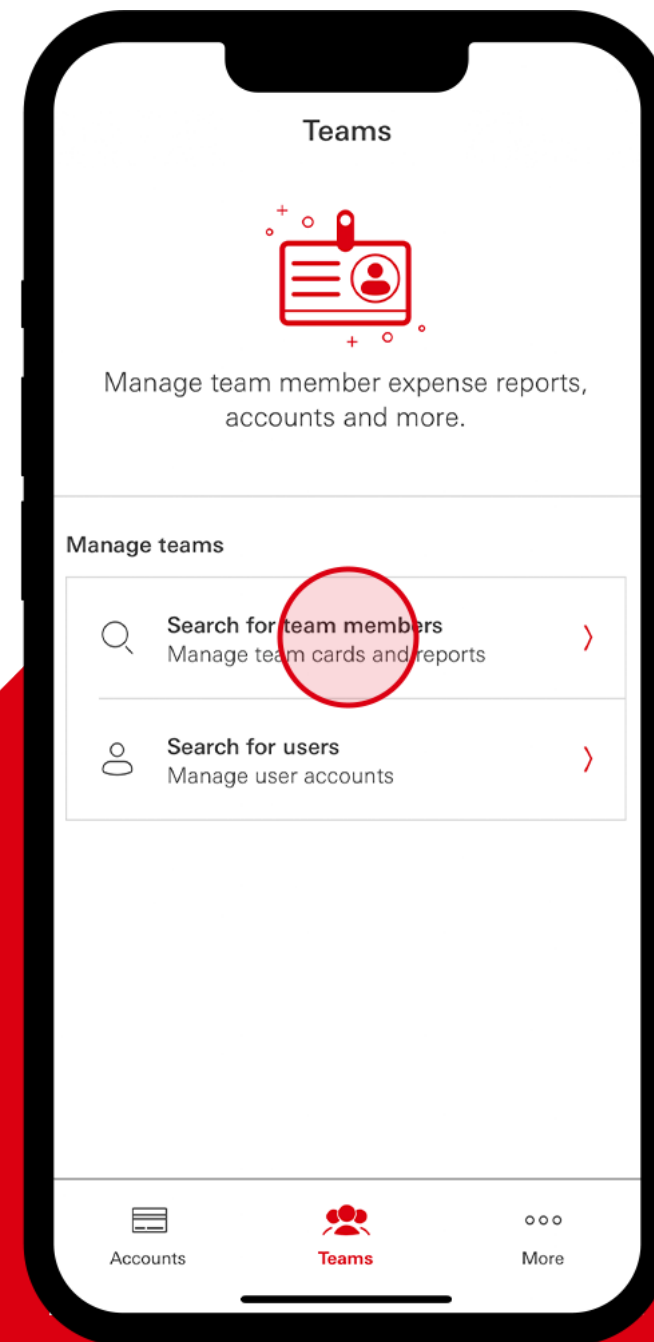 Teams
Manage team member expense reports,
accounts and more.
Manage teams
Search for team members
Manage team cards and reports
Search for users
Manage user accounts
Accounts
Teams
More